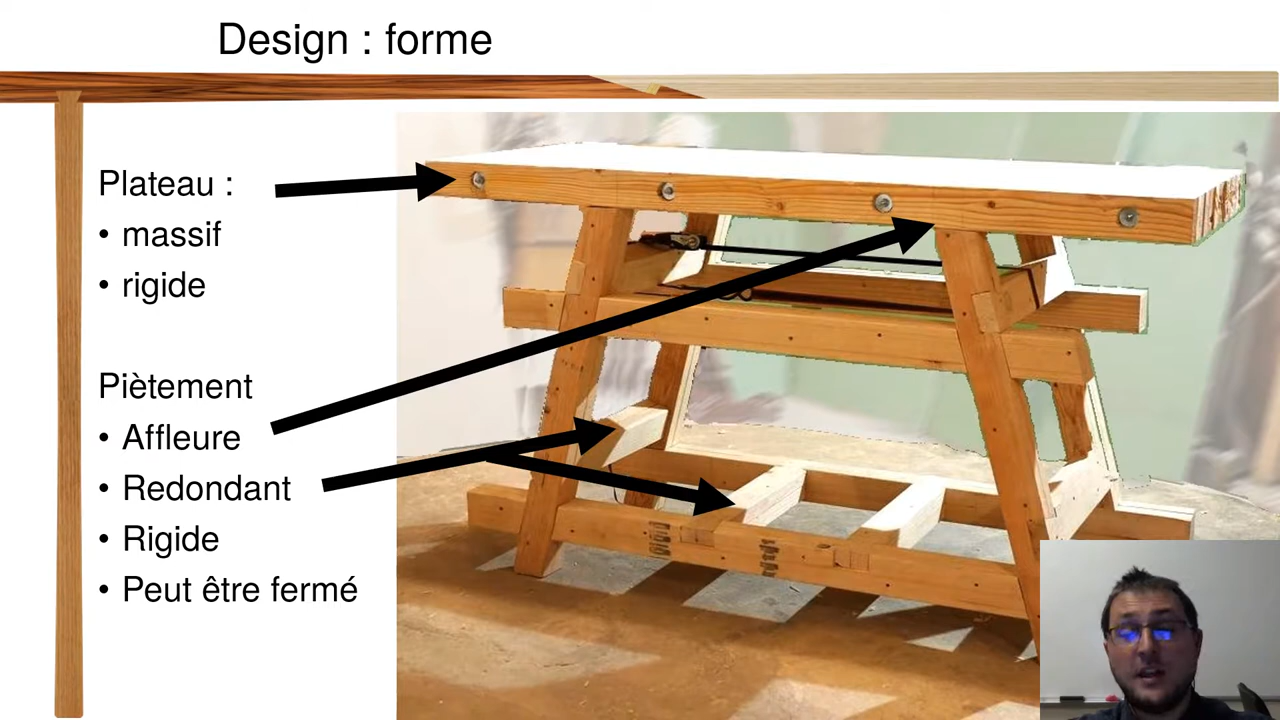 Design : forme
Plateau :
• massif
• rigide
Piètement
• Affleure
• Redondant
• Rigide
• Peut être fermé